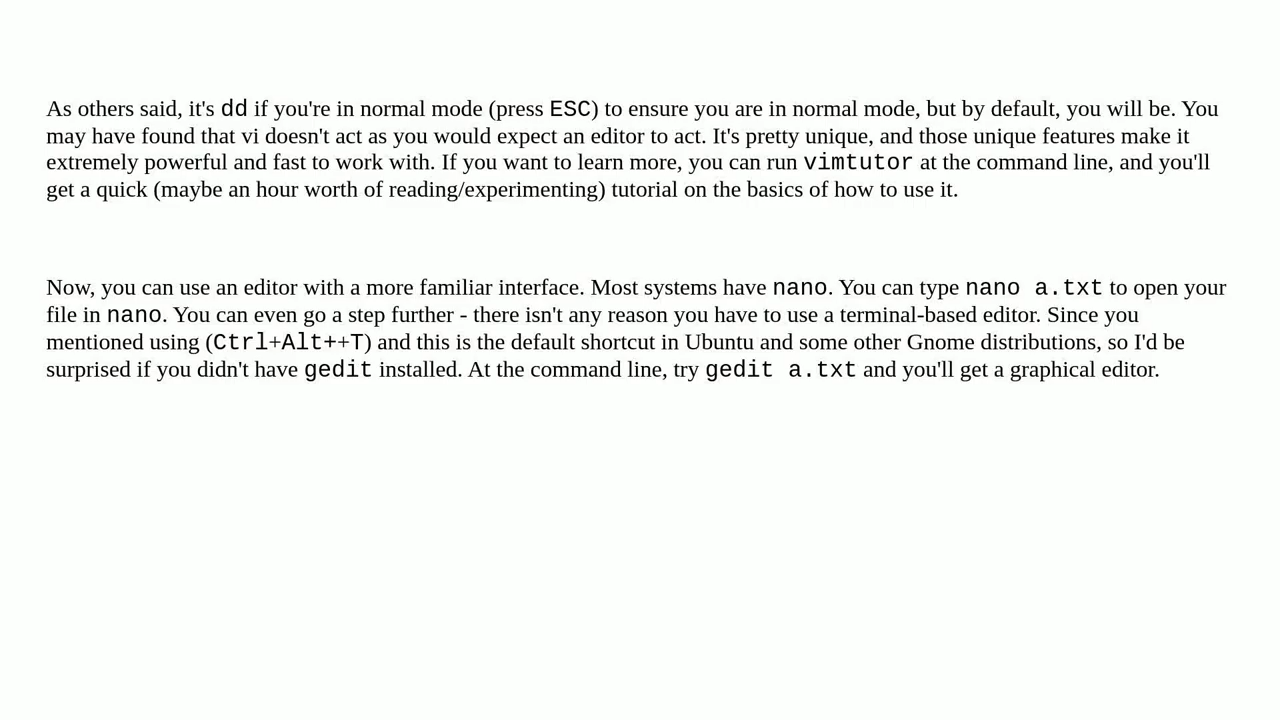 As others said, it's dd if you're in normal mode (press ESC) to ensure you are in normal mode, but by default, you will be. You
may have found that vi doesn't act as you would expect an editor to act. It's pretty unique, and those unique features make it
extremely powerful and fast to work with. If you want to learn more, you can run vimtutor at the command line, and you'll
get a quick (maybe an hour worth of reading/experimenting) tutorial on the basics of how to use it.
Now, you can use an editor with a more familiar interface. Most systems have nano. You can type nano a.txt to open your
file in nano. You can even go a step further - there isn't any reason you have to use a terminal-based editor. Since you
mentioned using (Ctrl+Alt++T) and this is the default shortcut in Ubuntu and some other Gnome distributions, so I'd be
surprised if you didn't have gedit installed. At the command line, try gedit a.txt and you'll get a graphical editor.